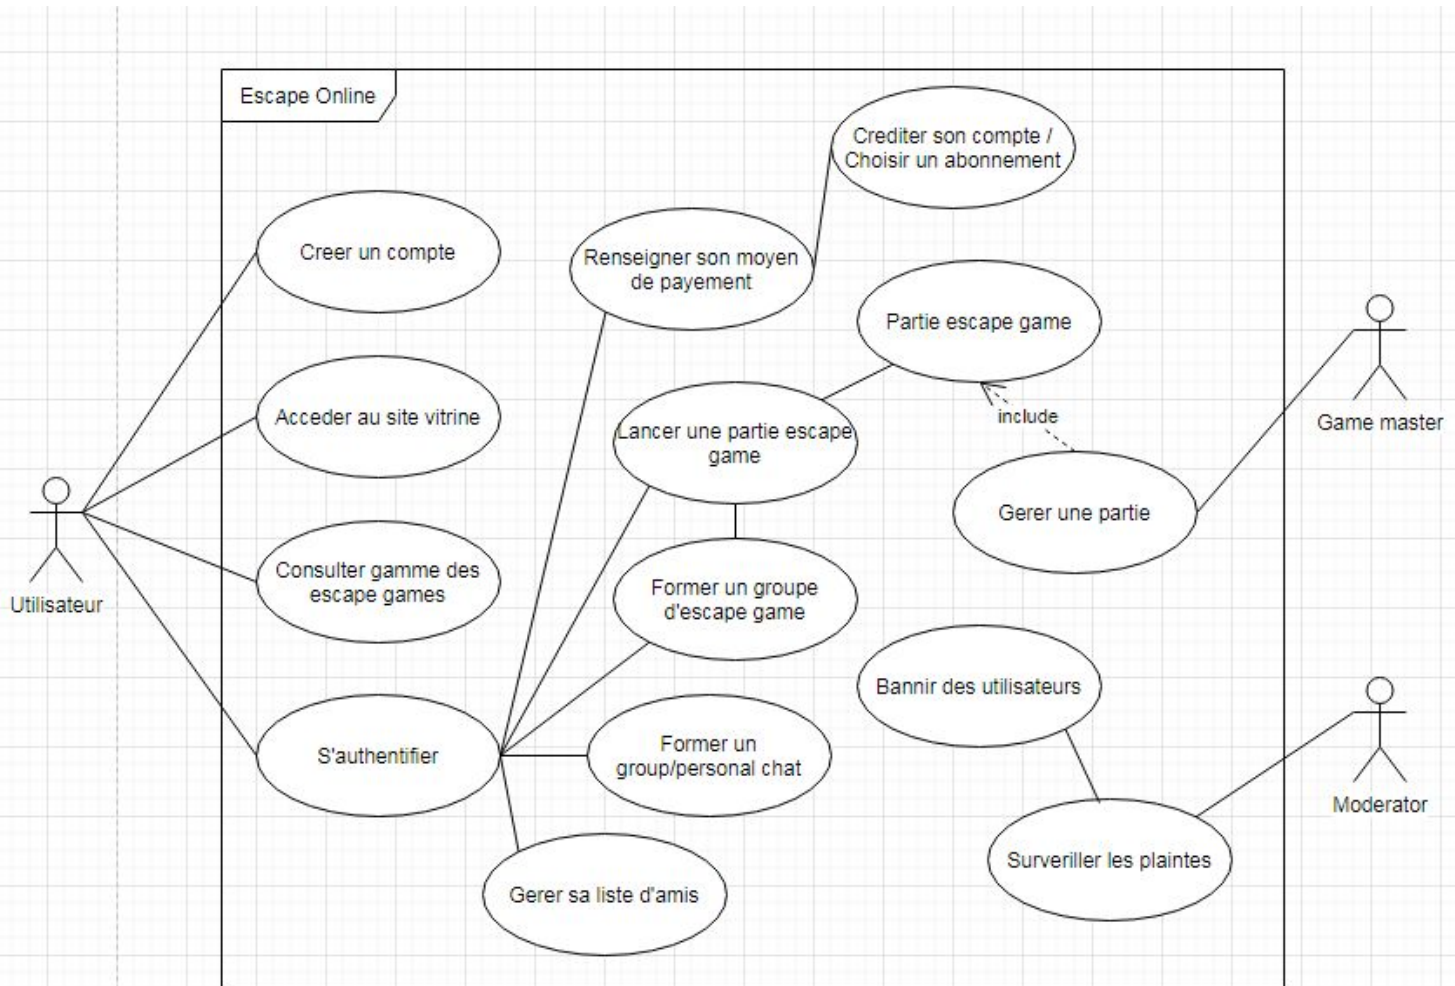 Escape Online
Crediter son compte /
Choisir un abonnement
Creer un compte
Renseigner son moyen
de payement
Partie escape game
Acceder au site vitrine
Lancer une partie escape
game
include
Game master
Gerer une partie
Consulter gamme des
escape games
Utilisateur
Former un groupe
d'escape game
Bannir des utilisateurs
S'authentifier
Former un
group/personal chat
Moderator
Surveriller les plaintes
Gerer sa liste d'amis